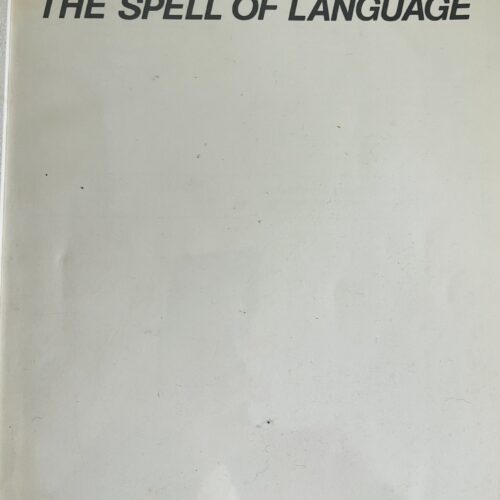 THE SPELL OF LANGUAGE